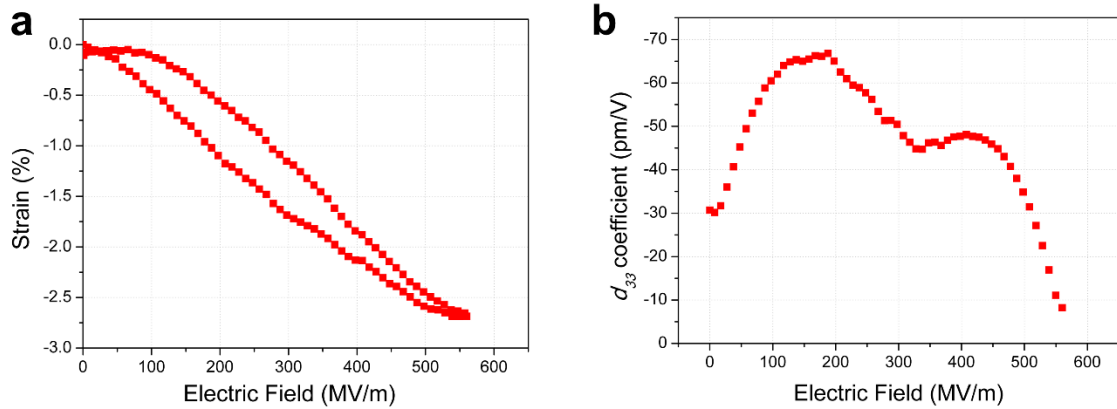 a
0.0
-0.5
-1.0
-1.5
-2.0
-2.5
-3.0
Strain (%)
0 100 200 300 400 500 600
Electric Field (MV/m)
b
-70
-60
-50
-40
-30
-20
-10
0
d33 coefficient (pm/V)
0 100 200 300 400 500 600
Electric Field (MV/m)